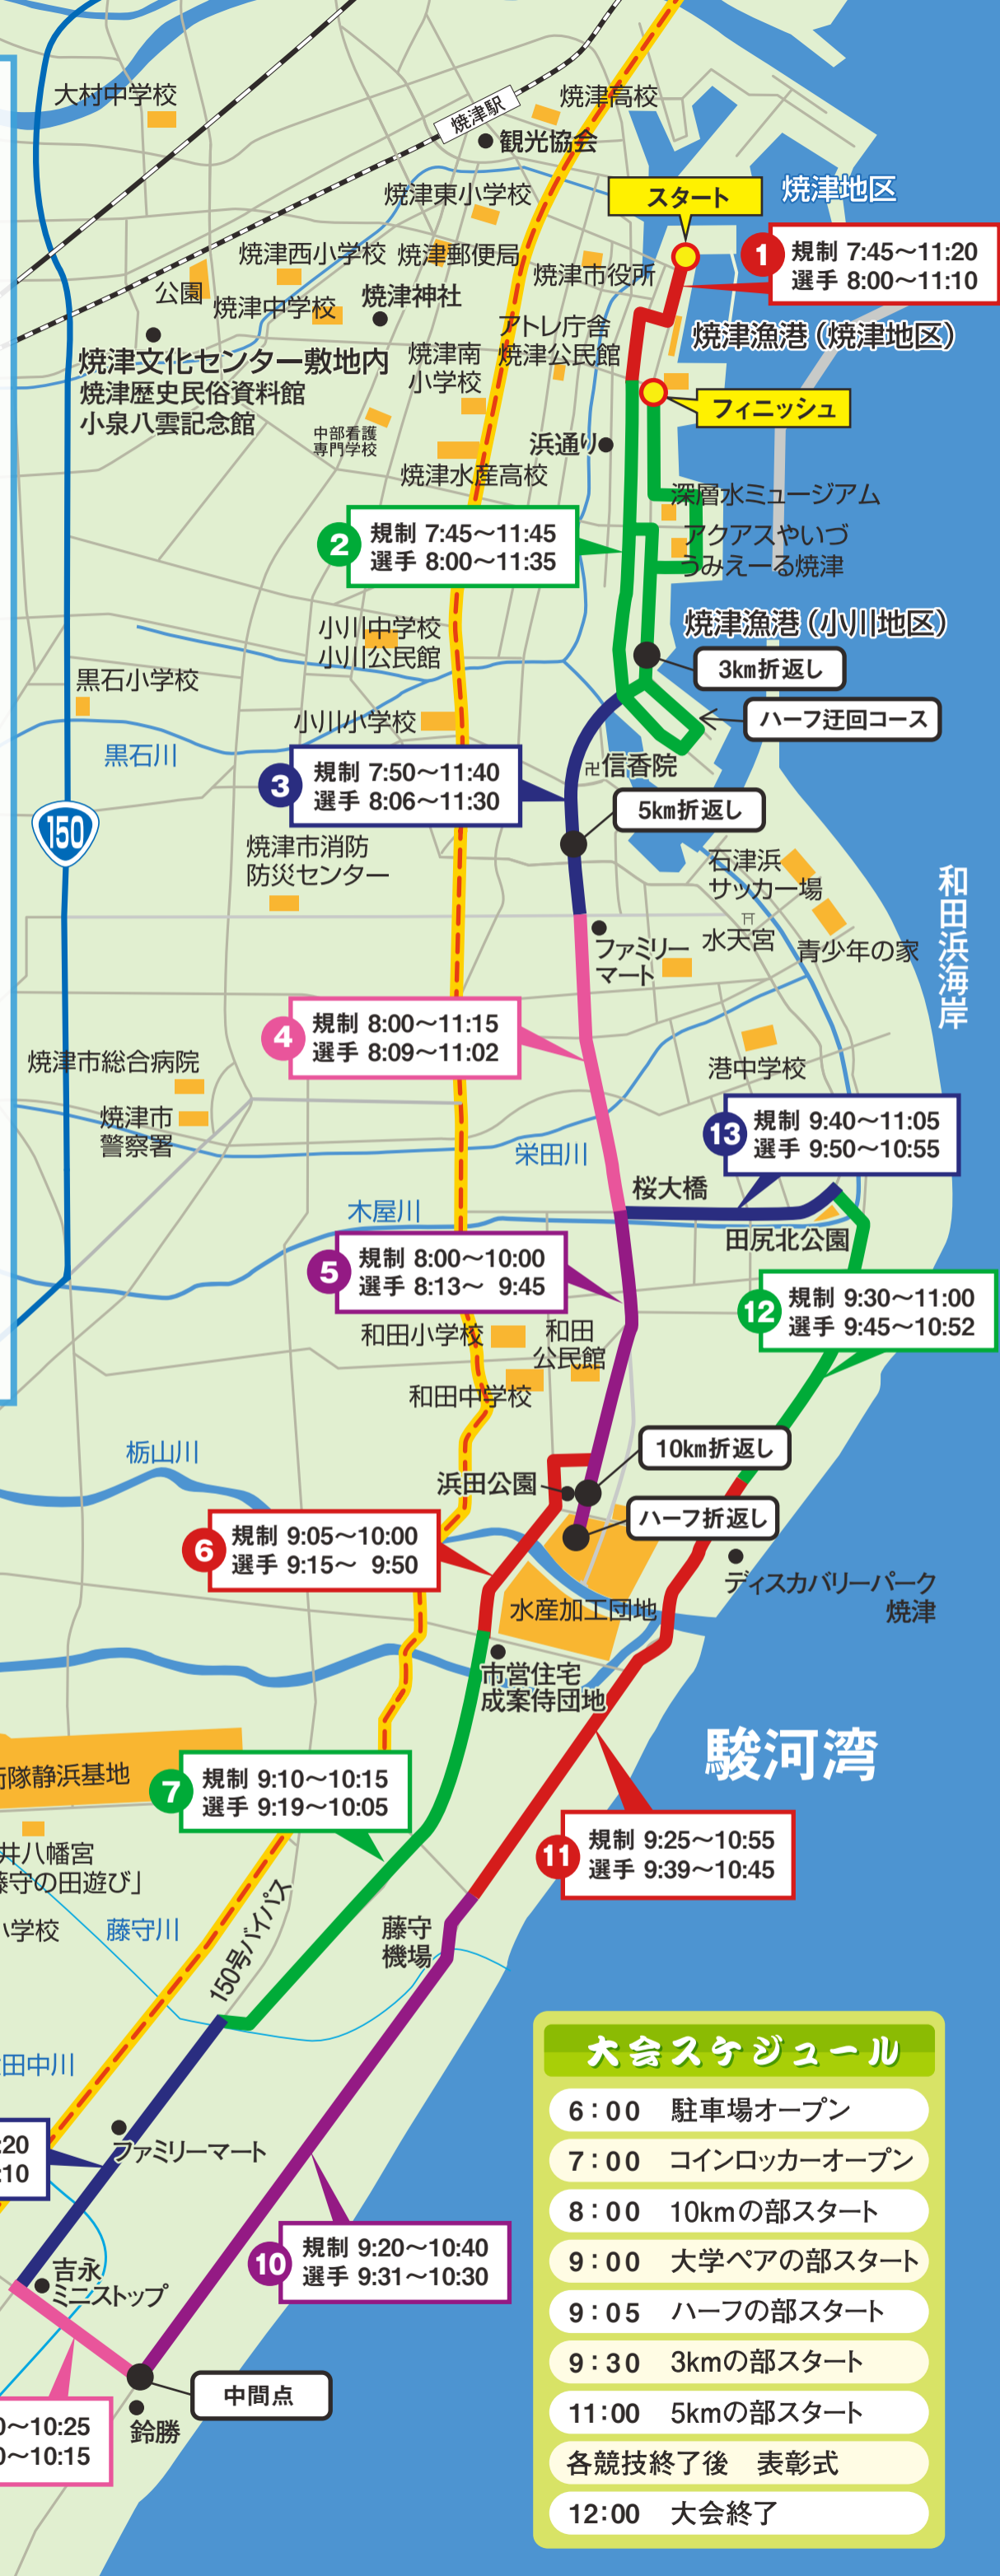 大村中学校
焼津高校
焼津駅
観光協会
焼津東小学校
スタート
焼津地区
焼津西小学校
焼津郵便局
1
規制 7:45～11:20
選手 8:00～11:10
焼津市役所
公園
焼津中学校
焼津神社
アトレ庁舎
焼津公民館
焼津漁港（焼津地区）
焼津文化センター敷地内
焼津歴史民俗資料館
小泉八雲記念館
焼津南
小学校
フィニッシュ
中部看護
専門学校
浜通り
焼津水産高校
深層水ミュージアム
2
規制 7:45～11:45
選手 8:00～11:35
アクアスやいづ
うみえーる焼津
小川中学校
小川公民館
焼津漁港（小川地区）
3km折返し
黒石小学校
小川小学校
ハーフ迂回コース
黒石川
3
規制 7:50～11:40
選手 8:06～11:30
卍信香院
5km折返し
150
焼津市消防
防災センター
石津浜
サッカー場
和田浜海岸
水天宮
青少年の家
ファミリー
マート
4
規制 8:00～11:15
選手 8:09～11:02
焼津市総合病院
港中学校
焼津市
警察署
13
規制 9:40～11:05
選手 9:50～10:55
栄田川
桜大橋
木屋川
田尻北公園
5
規制 8:00～10:00
選手 8:13～ 9:45
12
規制 9:30～11:00
選手 9:45～10:52
和田小学校
和田
公民館
和田中学校
栃山川
10km折返し
浜田公園
ハーフ折返し
6
規制 9:05～10:00
選手 9:15～ 9:50
ディスカバリーパーク
焼津
水産加工団地
市営住宅
成案侍団地
駿河湾
隊静浜基地
7
規制 9:10～10:15
選手 9:19～10:05
11
規制 9:25～10:55
選手 9:39～10:45
井八幡宮
守の田遊び」
小学校
藤守川
150号バイパス
藤守
機場
田中川
:20
:10
ファミリーマート
10
規制 9:20～10:40
選手 9:31～10:30
吉永
ミニストップ
中間点
鈴勝
～10:25
～10:15
大会スケジュール
6：00 駐車場オープン
7：00 コインロッカーオープン
8：00 10kmの部スタート
9：00 大学ペアの部スタート
9：05 ハーフの部スタート
9：30 3kmの部スタート
11：00 5kmの部スタート
各競技終了後 表彰式
12：00 大会終了